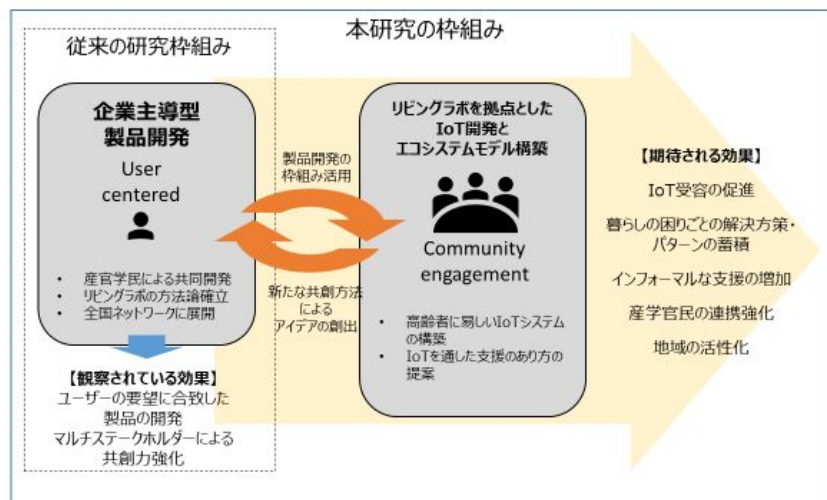 従来の研究枠組み
本研究の枠組み
企業主導型
製品開発
User
centered
• 産官学民による共同開発
• リビングラボの方法論確立
• 全国ネットワークに展開
【観察されている効果】
ユーザーの要望に合致した
製品の開発
マルチステークホルダーによる
共創力強化
製品開発の
枠組み活用
新たな共創方法
による
アイデアの創出
リビングラボを拠点とした
IoT開発と
エコシステムモデル構築
Community
engagement
• 高齢者に易しいIoTシステム
の構築
• IoTを通した支援のあり方の
提案
【期待される効果】
IoT受容の促進
暮らしの困りごとの解決方策・
パターンの蓄積
インフォーマルな支援の増加
産学官民の連携強化
地域の活性化